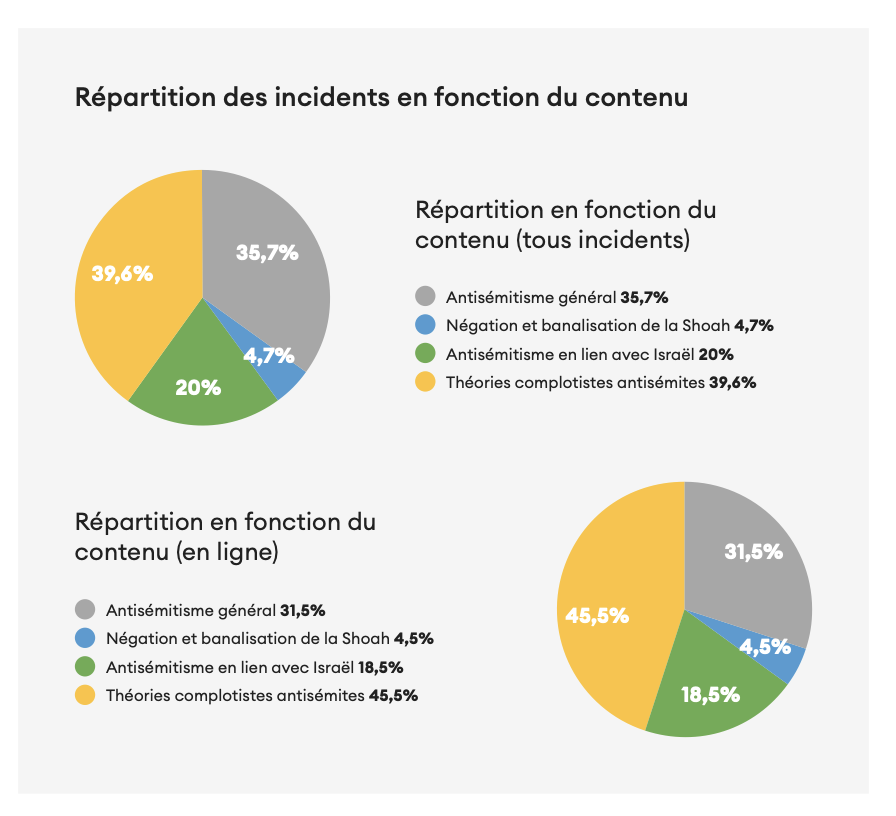 Répartition des incidents en fonction du contenu
35,7%
39,6%
4,7%
20%
Répartition en fonction du
contenu (tous incidents)
Antisémitisme général 35,7%
Négation et banalisation de la Shoah 4,7%
Antisémitisme en lien avec Israël 20%
Théories complotistes antisémites 39,6%
Répartition en fonction du
contenu (en ligne)
Antisémitisme général 31,5%
Négation et banalisation de la Shoah 4,5%
Antisémitisme en lien avec Israël 18,5%
Théories complotistes antisémites 45,5%
31,5%
45,5%
4,5%
18,5%